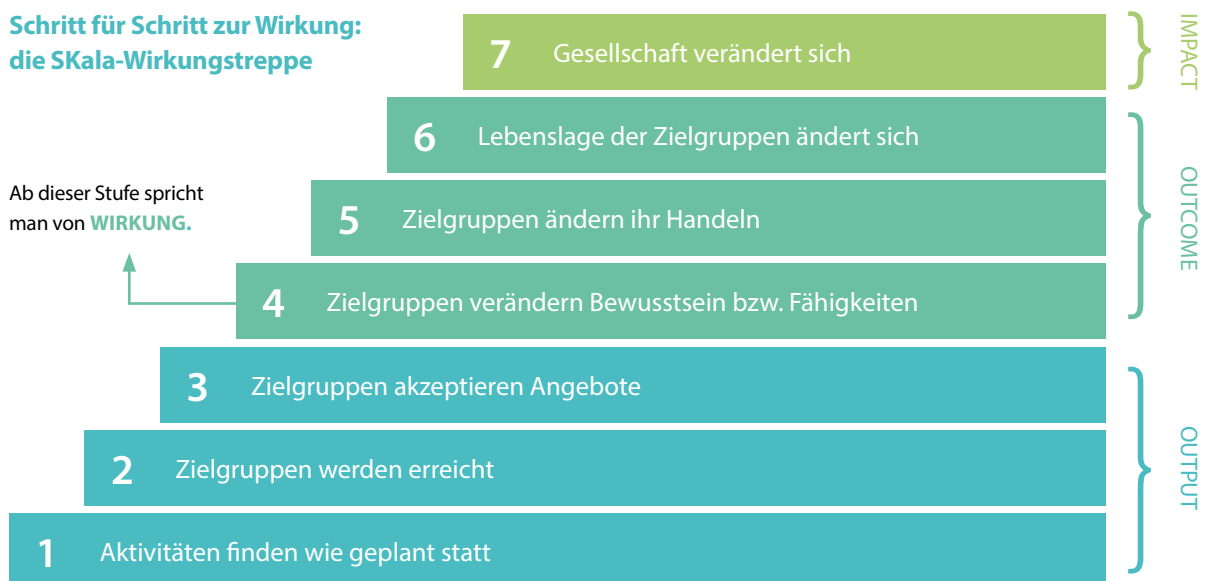 Schritt für Schritt zur Wirkung:
die SKala-Wirkungstreppe
7 Gesellschaft verändert sich
IMPACT
6 Lebenslage der Zielgruppen ändert sich
Ab dieser Stufe spricht
man von WIRKUNG.
5 Zielgruppen ändern ihr Handeln
OUTCOME
4 Zielgruppen verändern Bewusstsein bzw. Fähigkeiten
3 Zielgruppen akzeptieren Angebote
2 Zielgruppen werden erreicht
OUTPUT
1 Aktivitäten finden wie geplant statt